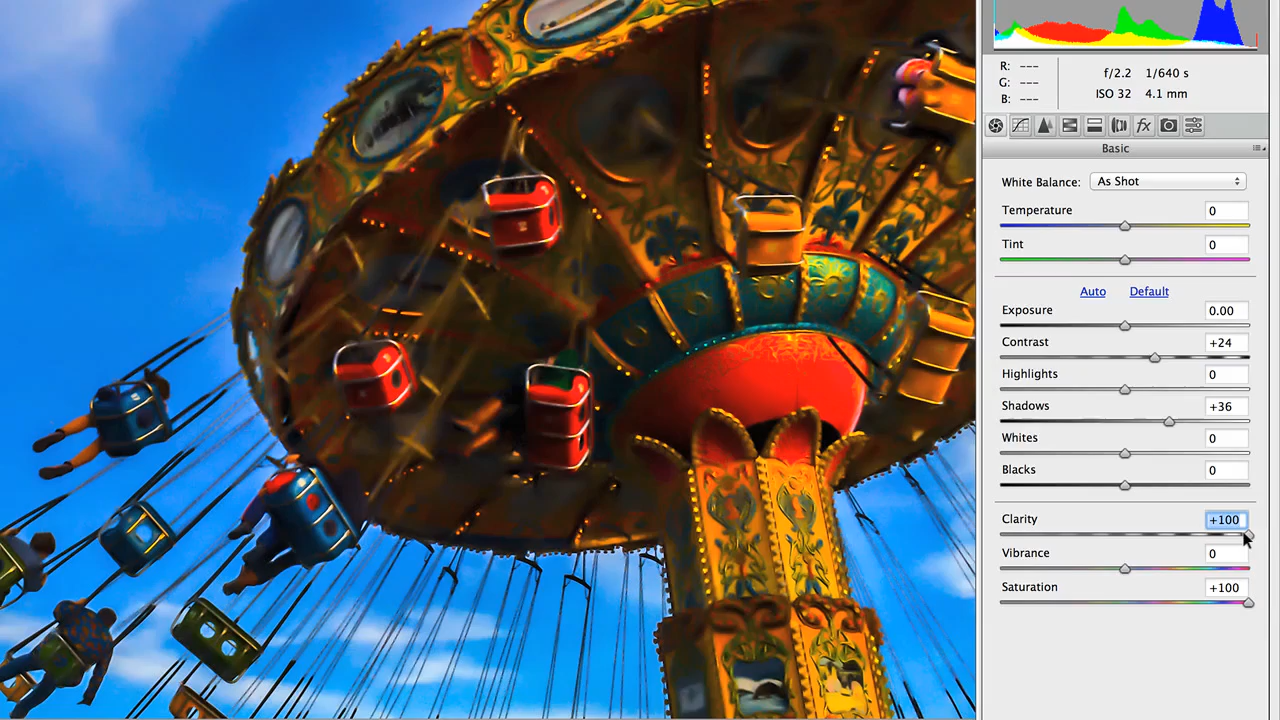 R: ---
G: ---
B: ---
f/2.2 1/640 s
ISO 32 4.1 mm
fx
Basic
White Balance: As Shot
Temperature 0
Tint 0
Auto Default
Exposure 0.00
Contrast +24
Highlights 0
Shadows +36
Whites 0
Blacks 0
Clarity +100
Vibrance 0
Saturation +100